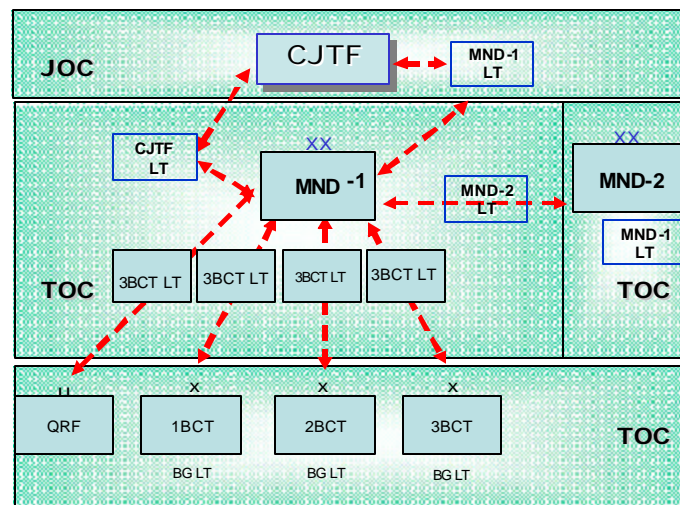 CJTF
JOC
MND-1
LT
CJTF
LT
XX
MND -1
MND-2
LT
XX
MND-2
MND-1
LT
TOC
3BCT LT
3BCT LT
3BCT LT
3BCT LT
TOC
QRF
x
1BCT
BG LT
x
2BCT
BG LT
x
3BCT
BG LT
TOC